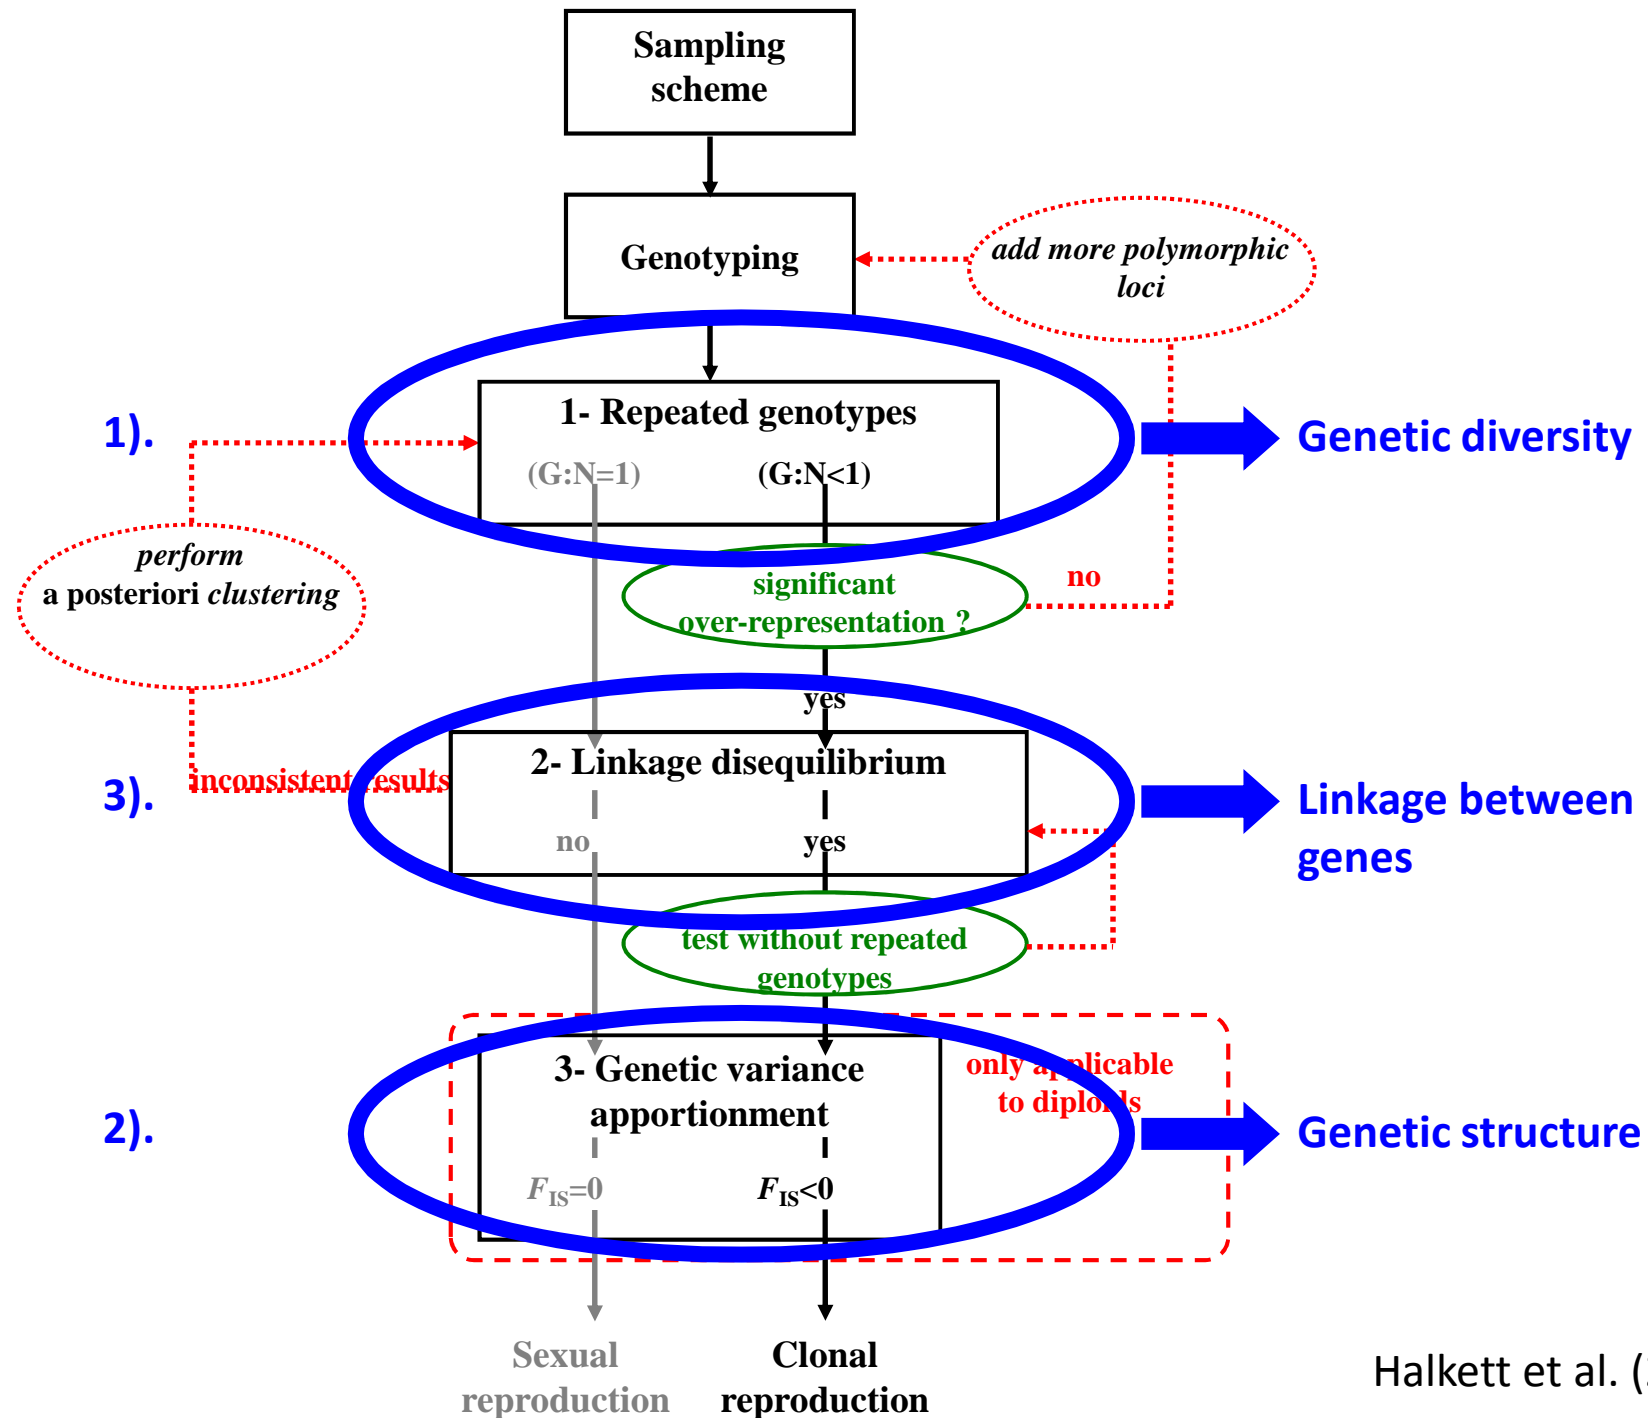 Sampling
scheme
Genotyping
add more polymorphic
loci
1).
1- Repeated genotypes
(G:N=1)
(G:N<1)
Genetic diversity
perform
a posteriori clustering
significant
over-representation ?
no
yes
3).
inconsistent results
2- Linkage disequilibrium
no
yes
Linkage between
genes
test without repeated
genotypes
2).
3- Genetic variance
apportionment
only applicable
to diploids
FIS=0
FIS<0
Genetic structure
Sexual
reproduction
Clonal
reproduction
Halkett et al. (